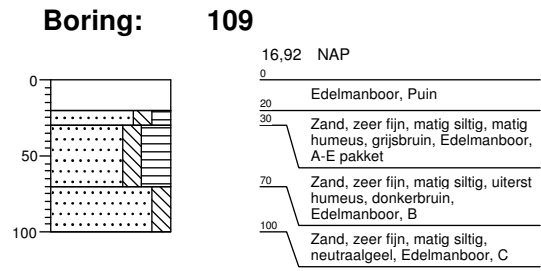 Boring: 109
16,92 NAP
0
50
100
0
Edelmanboor, Puin
20
30
Zand, zeer fijn, matig siltig, matig
humeus, grijsbruin, Edelmanboor,
A-E pakket
70
Zand, zeer fijn, matig siltig, uiterst
humeus, donkerbruin,
Edelmanboor, B
100
Zand, zeer fijn, matig siltig,
neutraalgeel, Edelmanboor, C